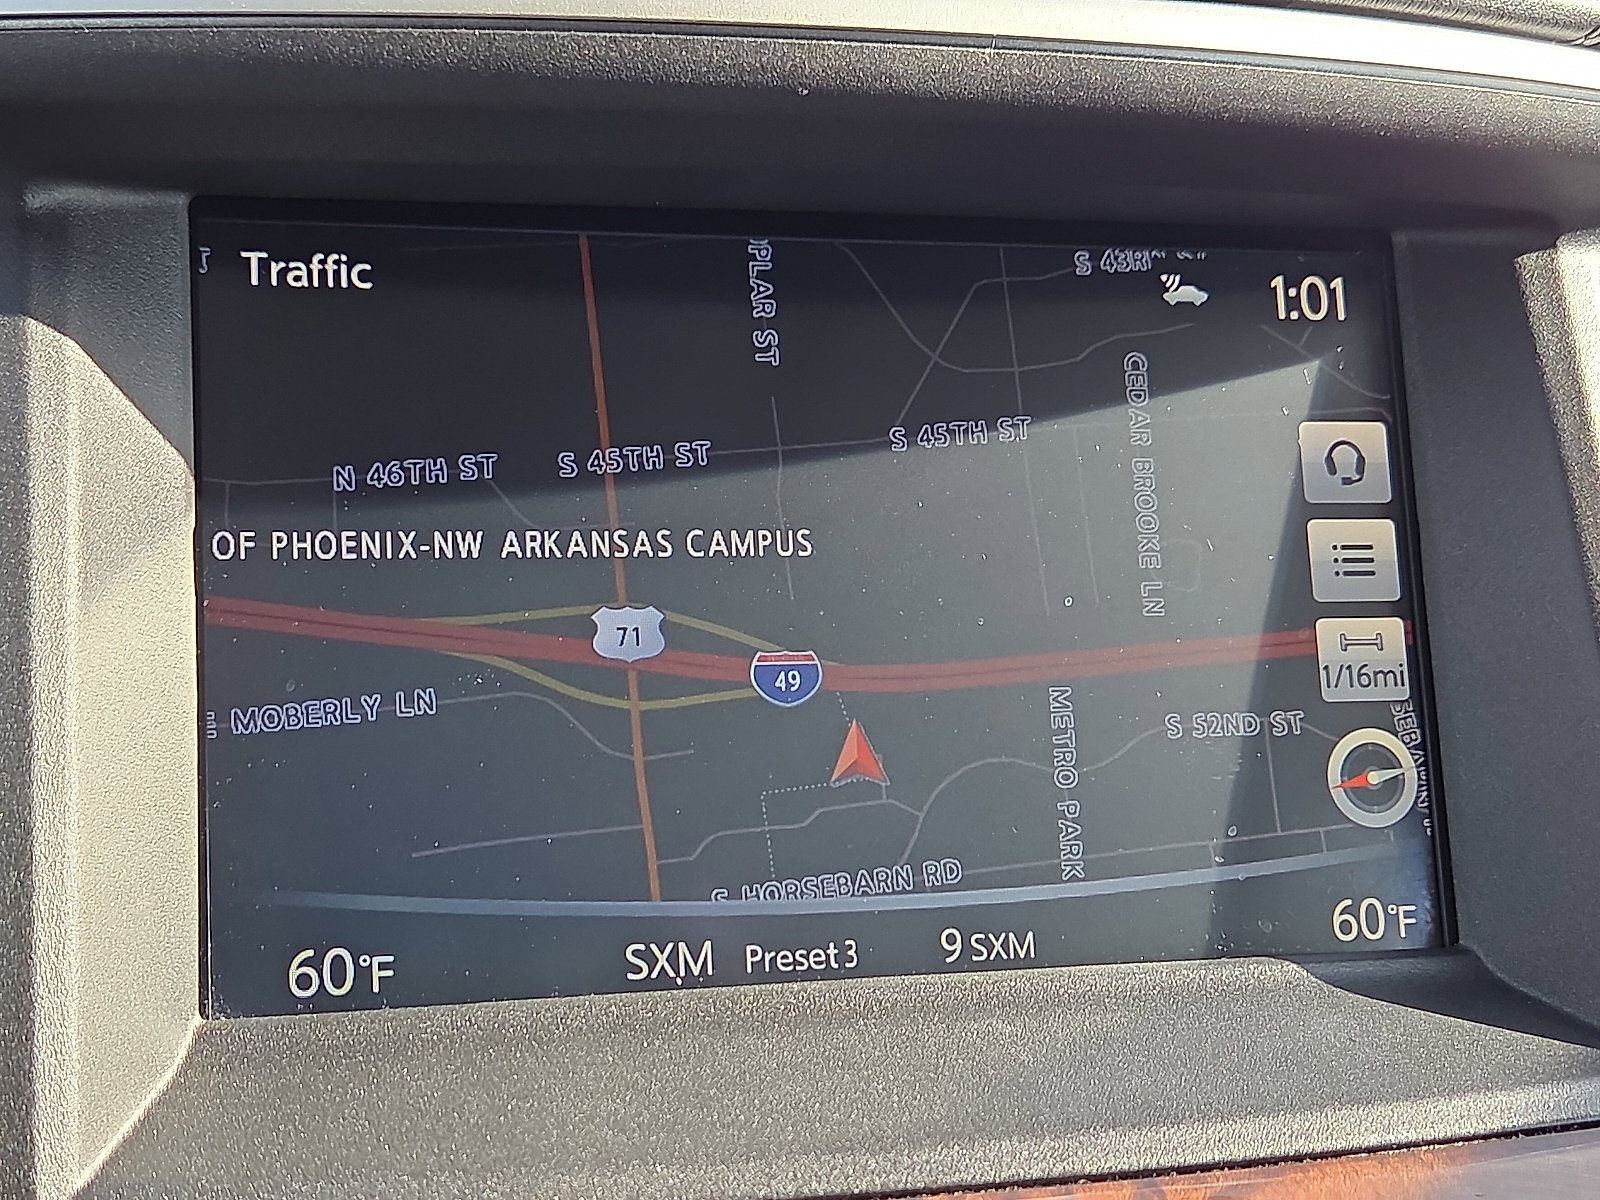 Traffic
PLAR ST
S 43R
1:01
CEDAR BROOKE LN
N 46TH ST
S 45TH ST
S 45TH ST
OF PHOENIX-NW ARKANSAS CAMPUS
71
49
1/16mi
MOBERLY LN
METRO PARK
S 52ND ST
S HORSEBARN RD
60°F
SXM Preset 3
9 SXM
60°F